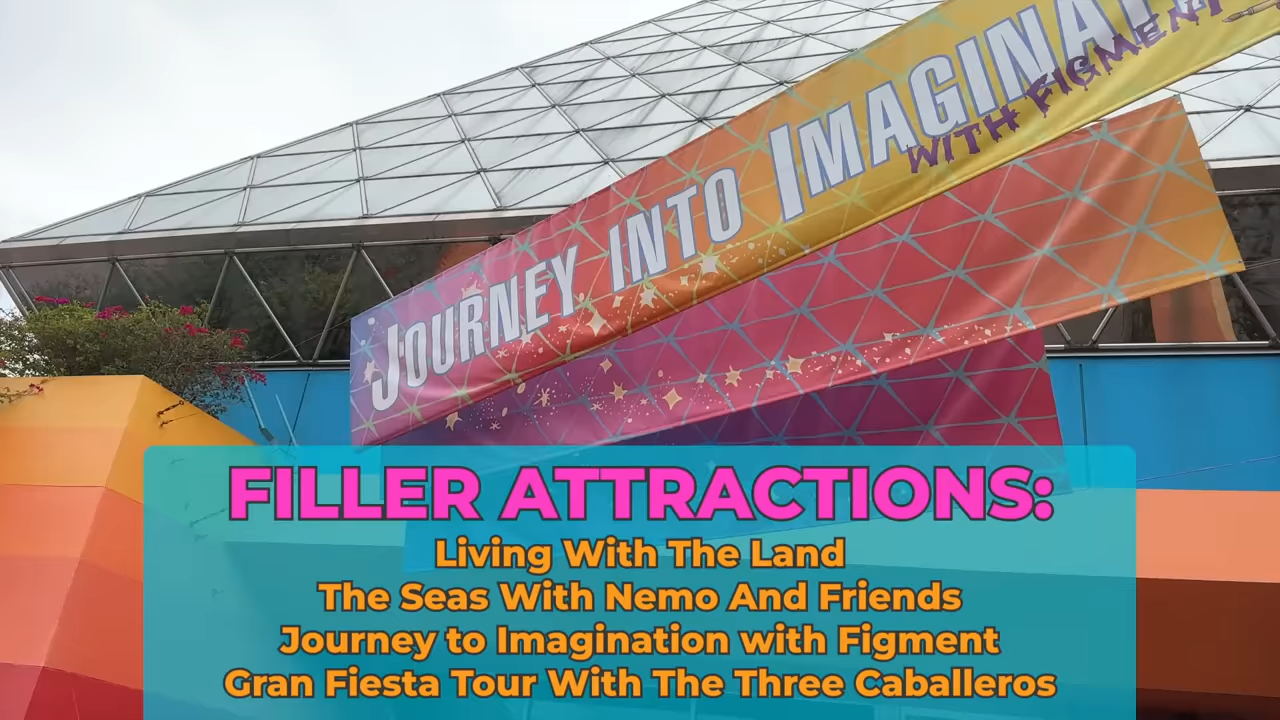 JOURNEY INTO IMAGINAT
WITH FIGMENT
FILLER ATTRACTIONS:
Living With The Land
The Seas With Nemo And Friends
Journey to Imagination with Figment
Gran Fiesta Tour With The Three Caballeros